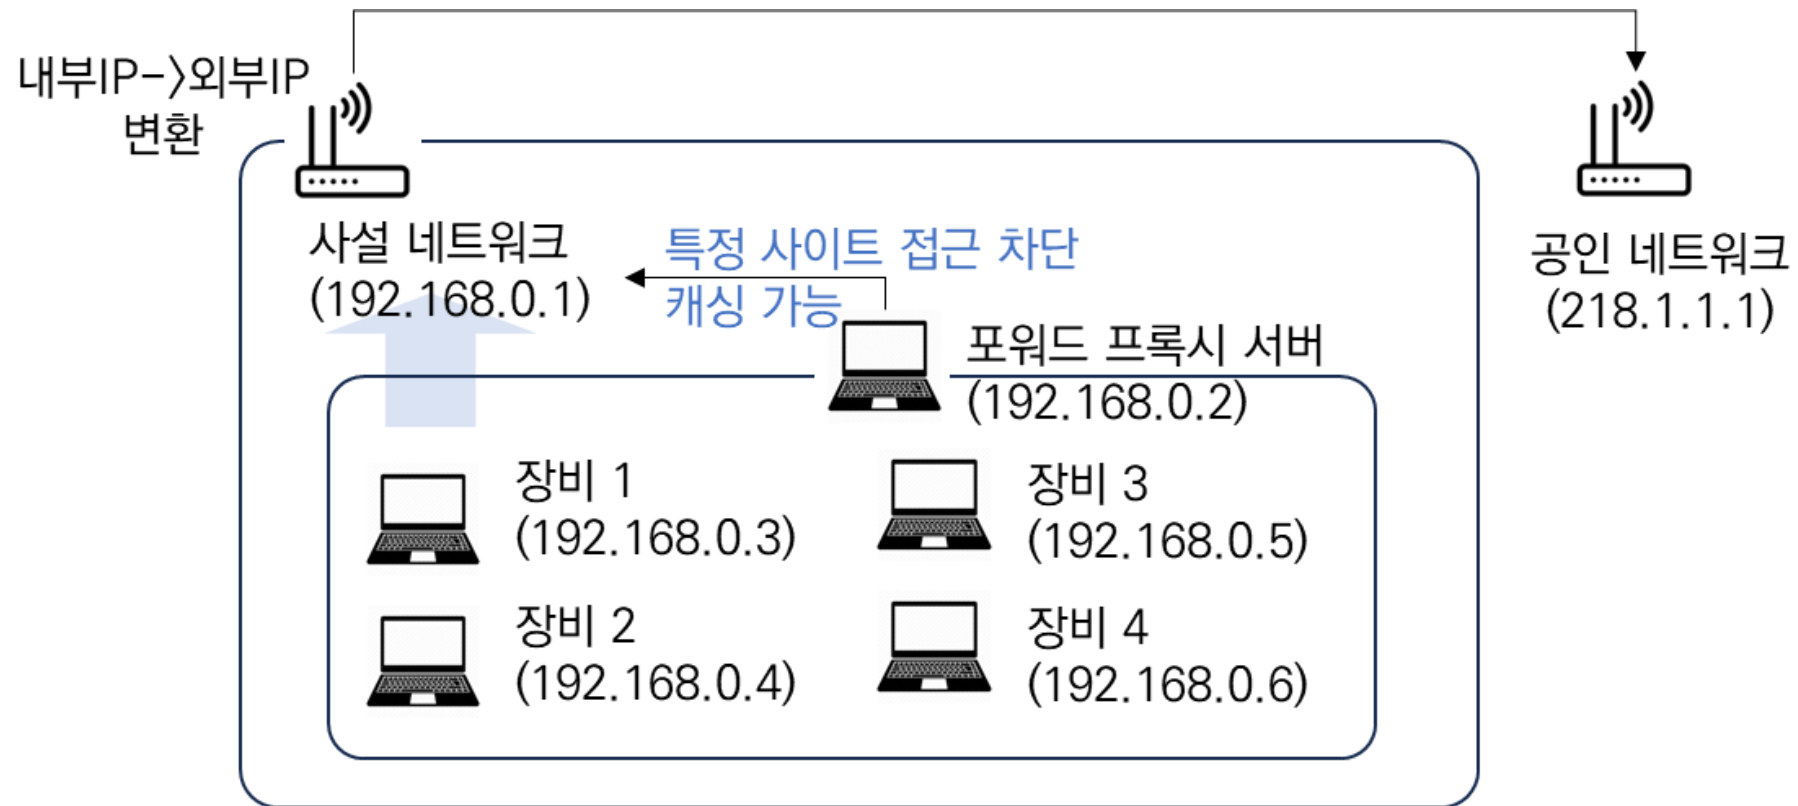 내부IP->외부IP
변환
사설 네트워크
(192.168.0.1)
특정 사이트 접근 차단
캐싱 가능
공인 네트워크
(218.1.1.1)
포워드 프록시 서버
(192.168.0.2)
장비 1
(192.168.0.3)
장비 3
(192.168.0.5)
장비 2
(192.168.0.4)
장비 4
(192.168.0.6)